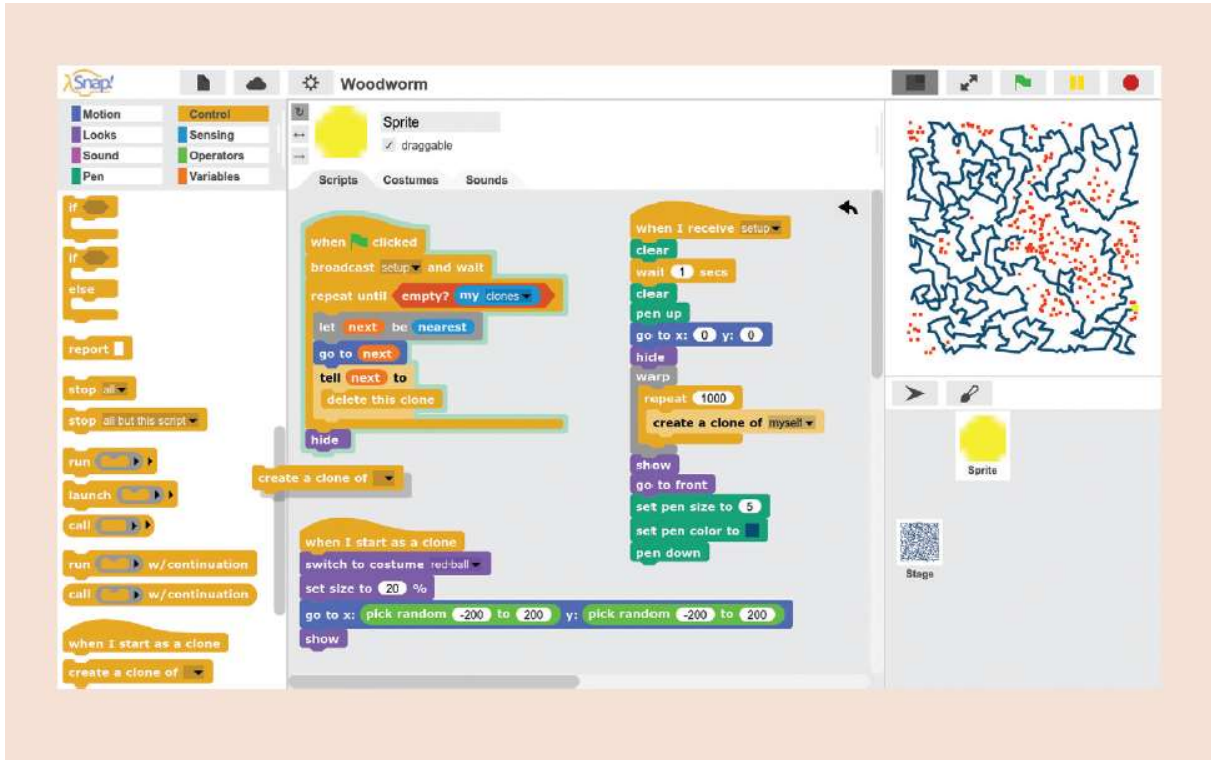 Snap!
Woodworm
Motion
Control
Looks
Sensing
Sound
Operators
Pen
Variables
if
if
else
report
stop all
stop all but this script
run
launch
call
run w/continuation
call w/continuation
when I start as a clone
create a clone of
Sprite
draggable
Scripts Costumes Sounds
when clicked
broadcast setup and wait
repeat until empty? my clones
let next be nearest
go to next
tell next to
delete this clone
hide
create a clone of
when I start as a clone
switch to costume red-ball
set size to 20 %
go to x: pick random -200 to 200 y: pick random -200 to 200
show
when I receive setup
clear
wait 1 secs
clear
pen up
go to x: 0 y: 0
hide
warp
repeat 1000
create a clone of myself
show
go to front
set pen size to 5
set pen color to
pen down
Sprite
Stage